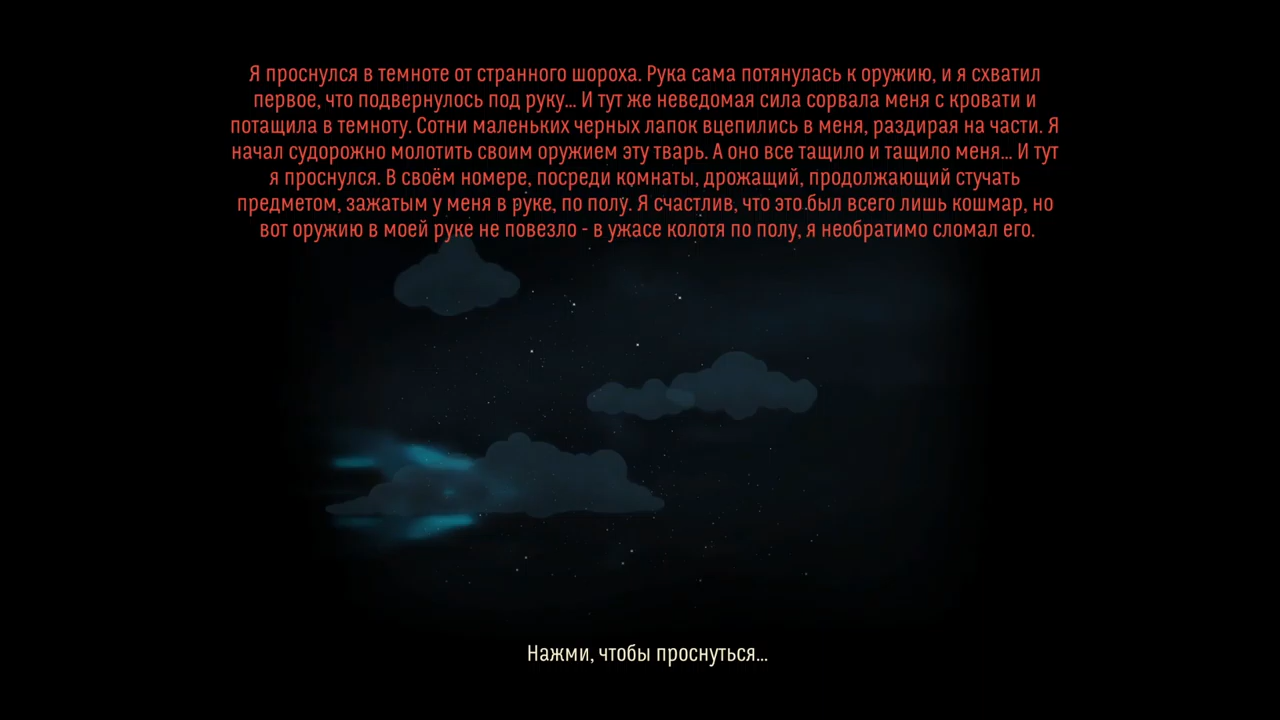 Я проснулся в темноте от странного шороха. Рука сама потянулась к оружию, и я схватил
первое, что подвернулось под руку... И тут же неведомая сила сорвала меня с кровати и
потащила в темноту. Сотни маленьких черных лапок вцепились в меня, раздирая на части. Я
начал судорожно молотить своим оружием эту тварь. А оно все тащило и тащило меня... И тут
я проснулся. В своём номере, посреди комнаты, дрожащий, продолжающий стучать
предметом, зажатым у меня в руке, по полу. Я счастлив, что это был всего лишь кошмар, но
вот оружию в моей руке не повезло - в ужасе колотя по полу, я необратимо сломал его.
Нажми, чтобы проснуться...